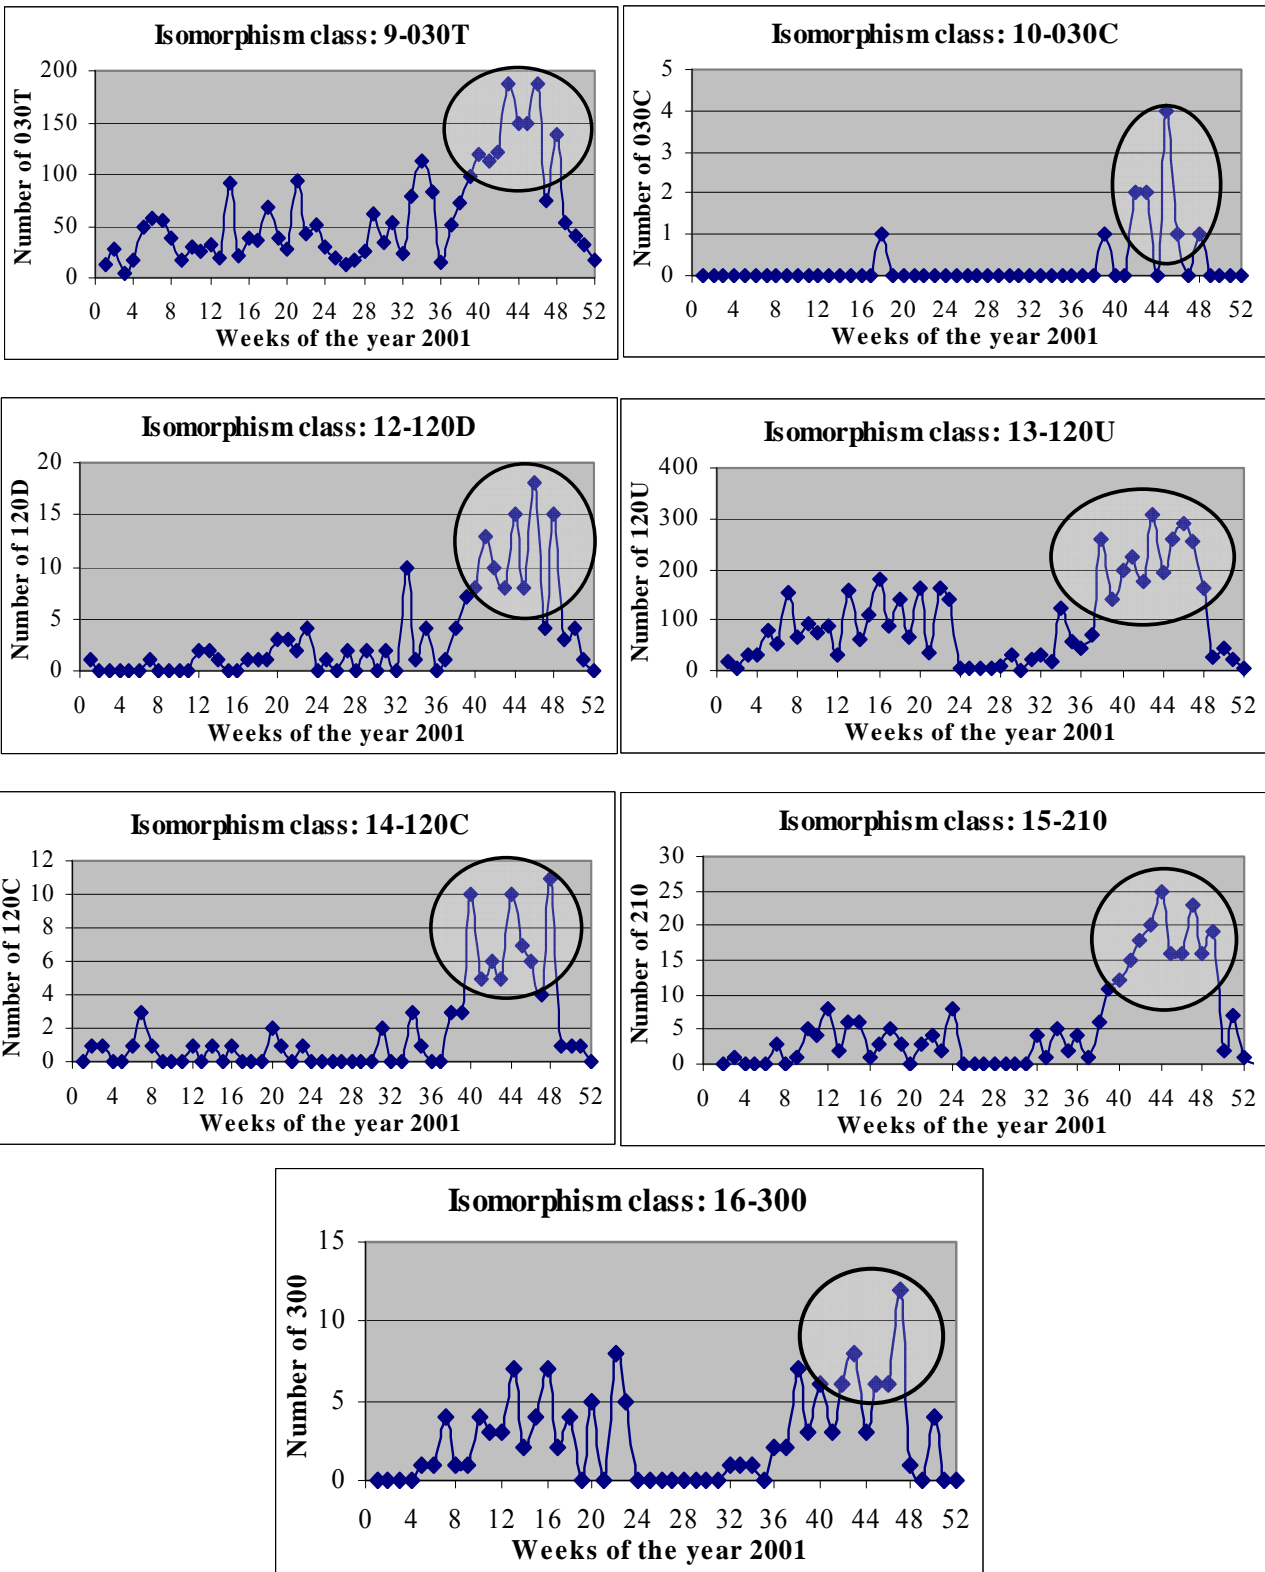 Isomorphism class: 9-030T
Number of 030T
200
150
100
50
0
0 4 8 12 16 20 24 28 32 36 40 44 48 52
Weeks of the year 2001
Isomorphism class: 10-030C
Number of 030C
5
4
3
2
1
0
0 4 8 12 16 20 24 28 32 36 40 44 48 52
Weeks of the year 2001
Isomorphism class: 12-120D
Number of 120D
20
15
10
5
0
0 4 8 12 16 20 24 28 32 36 40 44 48 52
Weeks of the year 2001
Isomorphism class: 13-120U
Number of 120U
400
300
200
100
0
0 4 8 12 16 20 24 28 32 36 40 44 48 52
Weeks of the year 2001
Isomorphism class: 14-120C
Number of 120C
12
10
8
6
4
2
0
0 4 8 12 16 20 24 28 32 36 40 44 48 52
Weeks of the year 2001
Isomorphism class: 15-210
Number of 210
30
25
20
15
10
5
0
0 4 8 12 16 20 24 28 32 36 40 44 48 52
Weeks of the year 2001
Isomorphism class: 16-300
Number of 300
15
10
5
0
0 4 8 12 16 20 24 28 32 36 40 44 48 52
Weeks of the year 2001